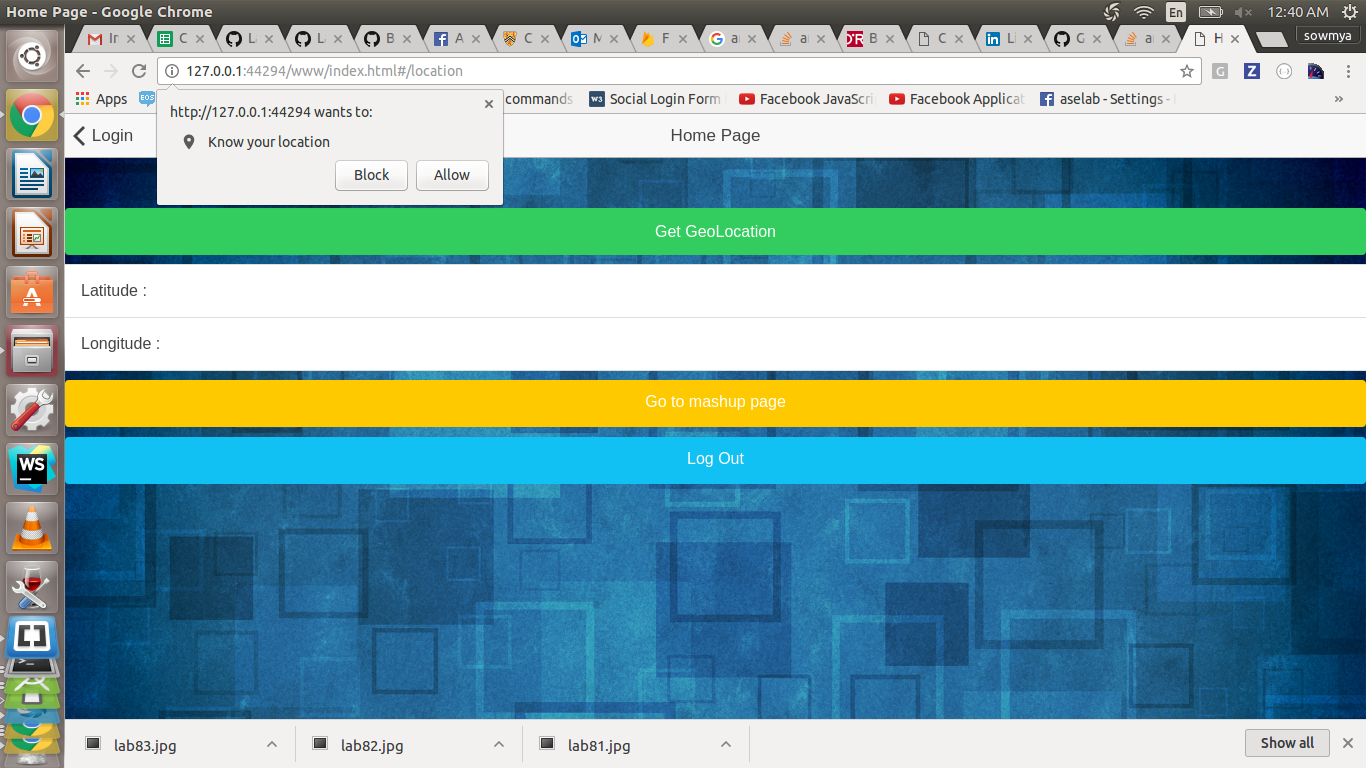 Home Page - Google Chrome
En
12:40 AM
sowmya
127.0.0.1:44294/www/index.html#/location
Apps
EOS
commands
Social Login Form
Facebook JavaScri
Facebook Applicat
aselab - Settings -
»
http://127.0.0.1:44294 wants to:
Know your location
Block
Allow
Login
Home Page
Get GeoLocation
Latitude :
Longitude :
Go to mashup page
Log Out
WS
lab83.jpg
lab82.jpg
lab81.jpg
Show all